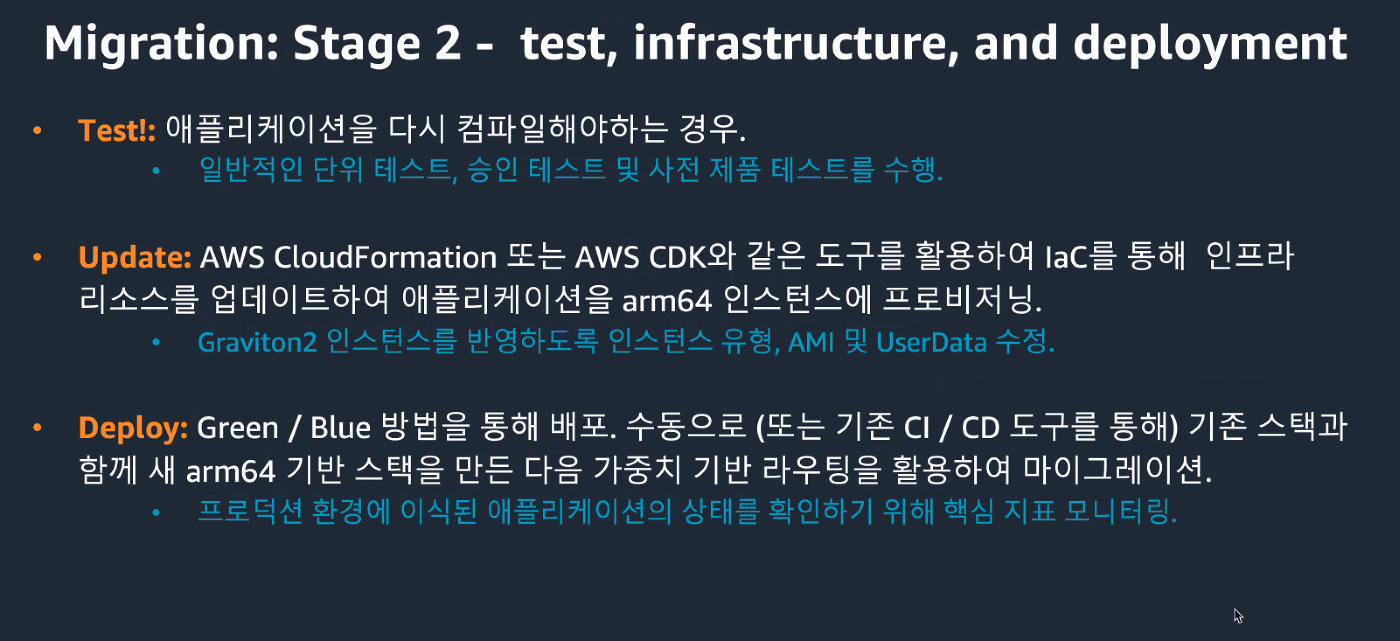 Migration: Stage 2 - test, infrastructure, and deployment
• Test!: 애플리케이션을 다시 컴파일해야하는 경우.
• 일반적인 단위 테스트, 승인 테스트 및 사전 제품 테스트를 수행.
• Update: AWS CloudFormation 또는 AWS CDK와 같은 도구를 활용하여 IaC를 통해 인프라
리소스를 업데이트하여 애플리케이션을 arm64 인스턴스에 프로비저닝.
• Graviton2 인스턴스를 반영하도록 인스턴스 유형, AMI 및 UserData 수정.
• Deploy: Green / Blue 방법을 통해 배포. 수동으로 (또는 기존 CI / CD 도구를 통해) 기존 스택과
함께 새 arm64 기반 스택을 만든 다음 가중치 기반 라우팅을 활용하여 마이그레이션.
• 프로덕션 환경에 이식된 애플리케이션의 상태를 확인하기 위해 핵심 지표 모니터링.